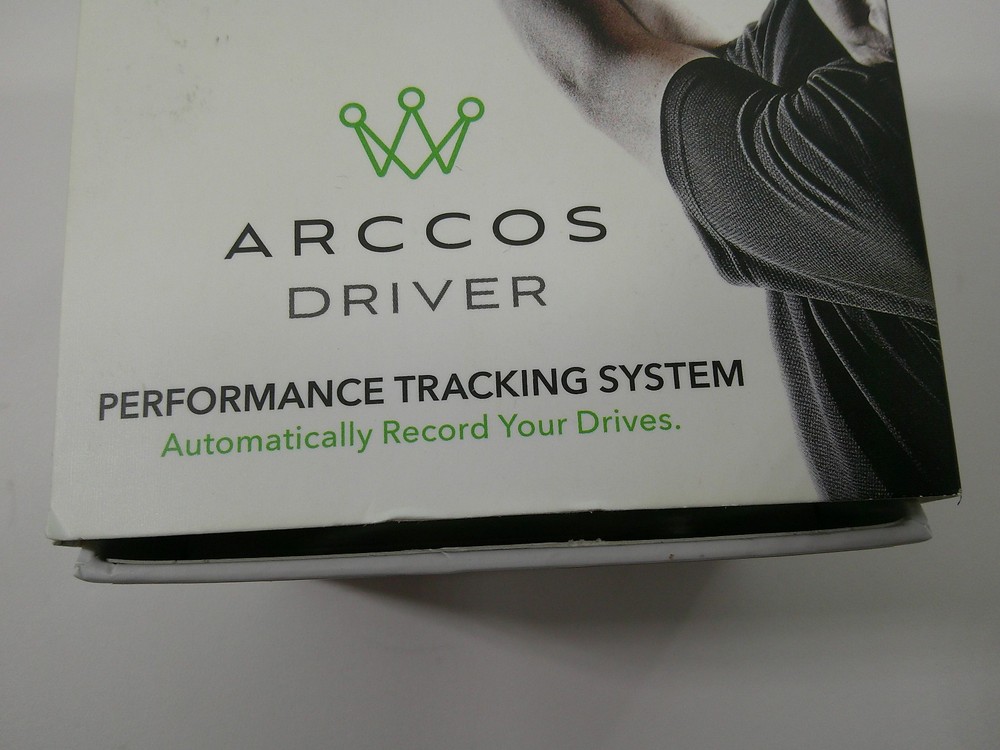 ARCCOS
DRIVER
PERFORMANCE TRACKING SYSTEM
Automatically Record Your Drives.